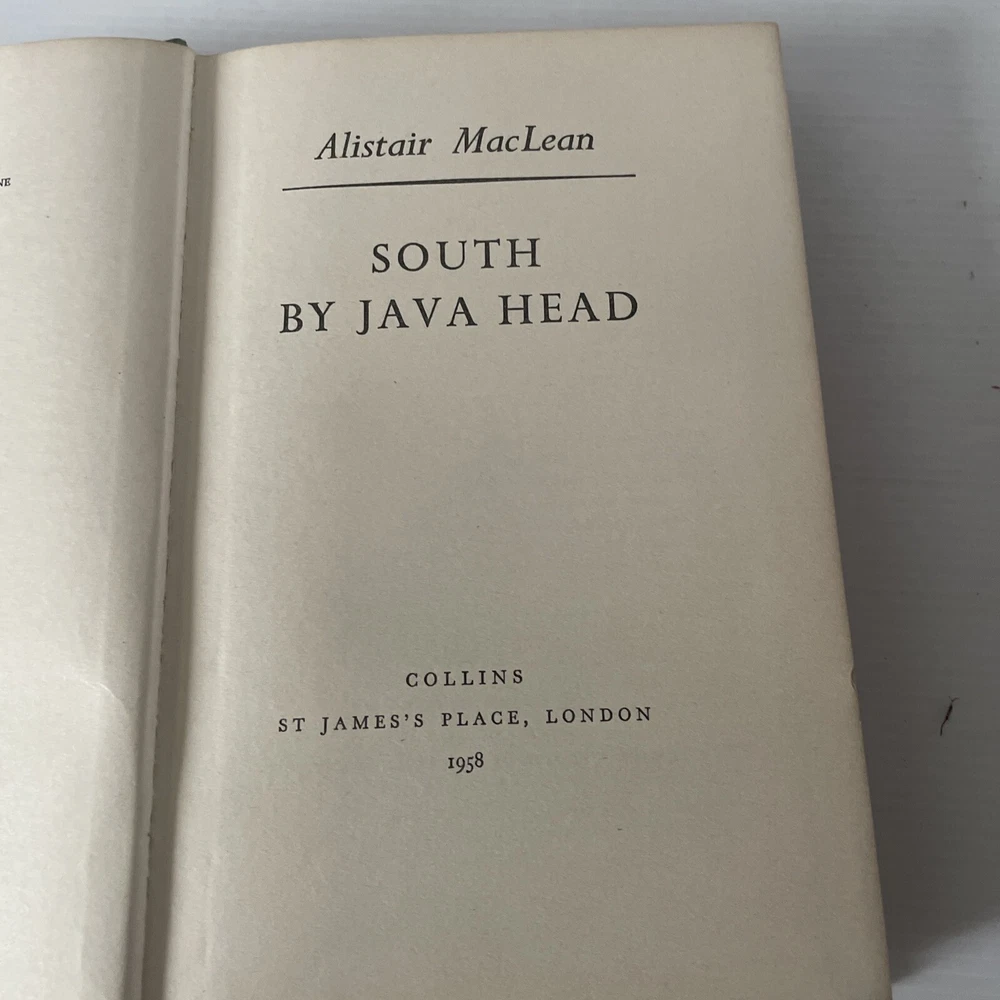 Alistair MacLean
SOUTH
BY JAVA HEAD
COLLINS
ST JAMES'S PLACE, LONDON
1958